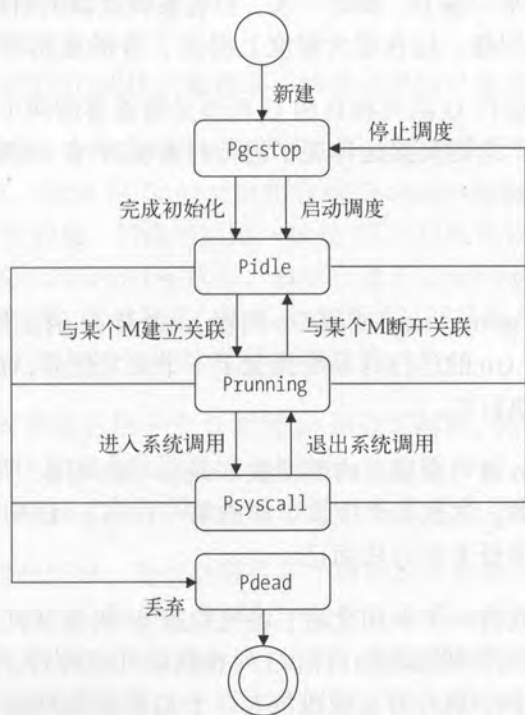 新建
停止调度
Pgcstop
完成初始化
启动调度
Pidle
与某个M建立关联
与某个M断开关联
Prunning
进入系统调用
退出系统调用
Psyscall
Pdead
丢弃